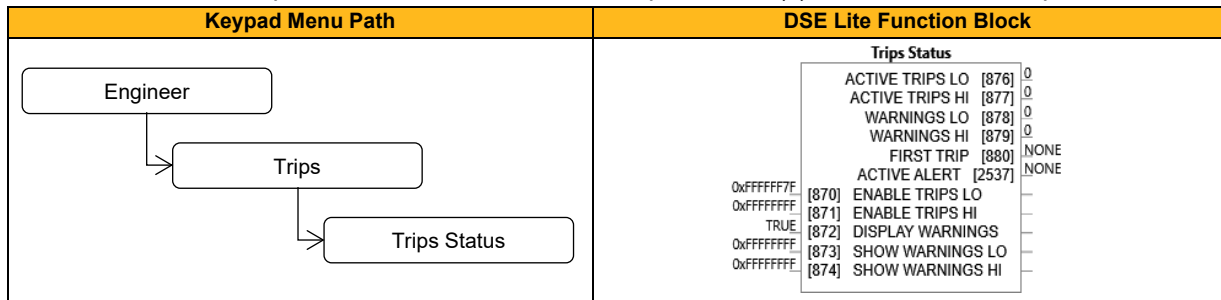 Keypad Menu Path
DSE Lite Function Block
Engineer
Trips
Trips Status
Trips Status
ACTIVE TRIPS LO [876] 0
ACTIVE TRIPS HI [877] 0
WARNINGS LO [878] 0
WARNINGS HI [879] 0
FIRST TRIP [880] NONE
ACTIVE ALERT [2537] NONE
0xFFFFFF7F [870] ENABLE TRIPS LO
0xFFFFFFFF [871] ENABLE TRIPS HI
TRUE [872] DISPLAY WARNINGS
0xFFFFFFFF [873] SHOW WARNINGS LO
0xFFFFFFFF [874] SHOW WARNINGS HI